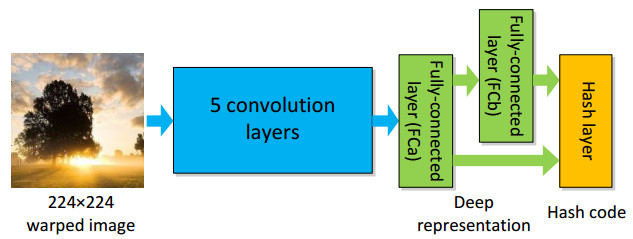 224×224
warped image
5 convolution
layers
Fully-connected
layer (FCa)
Fully-connected
layer (FCb)
Hash layer
Deep
representation
Hash code